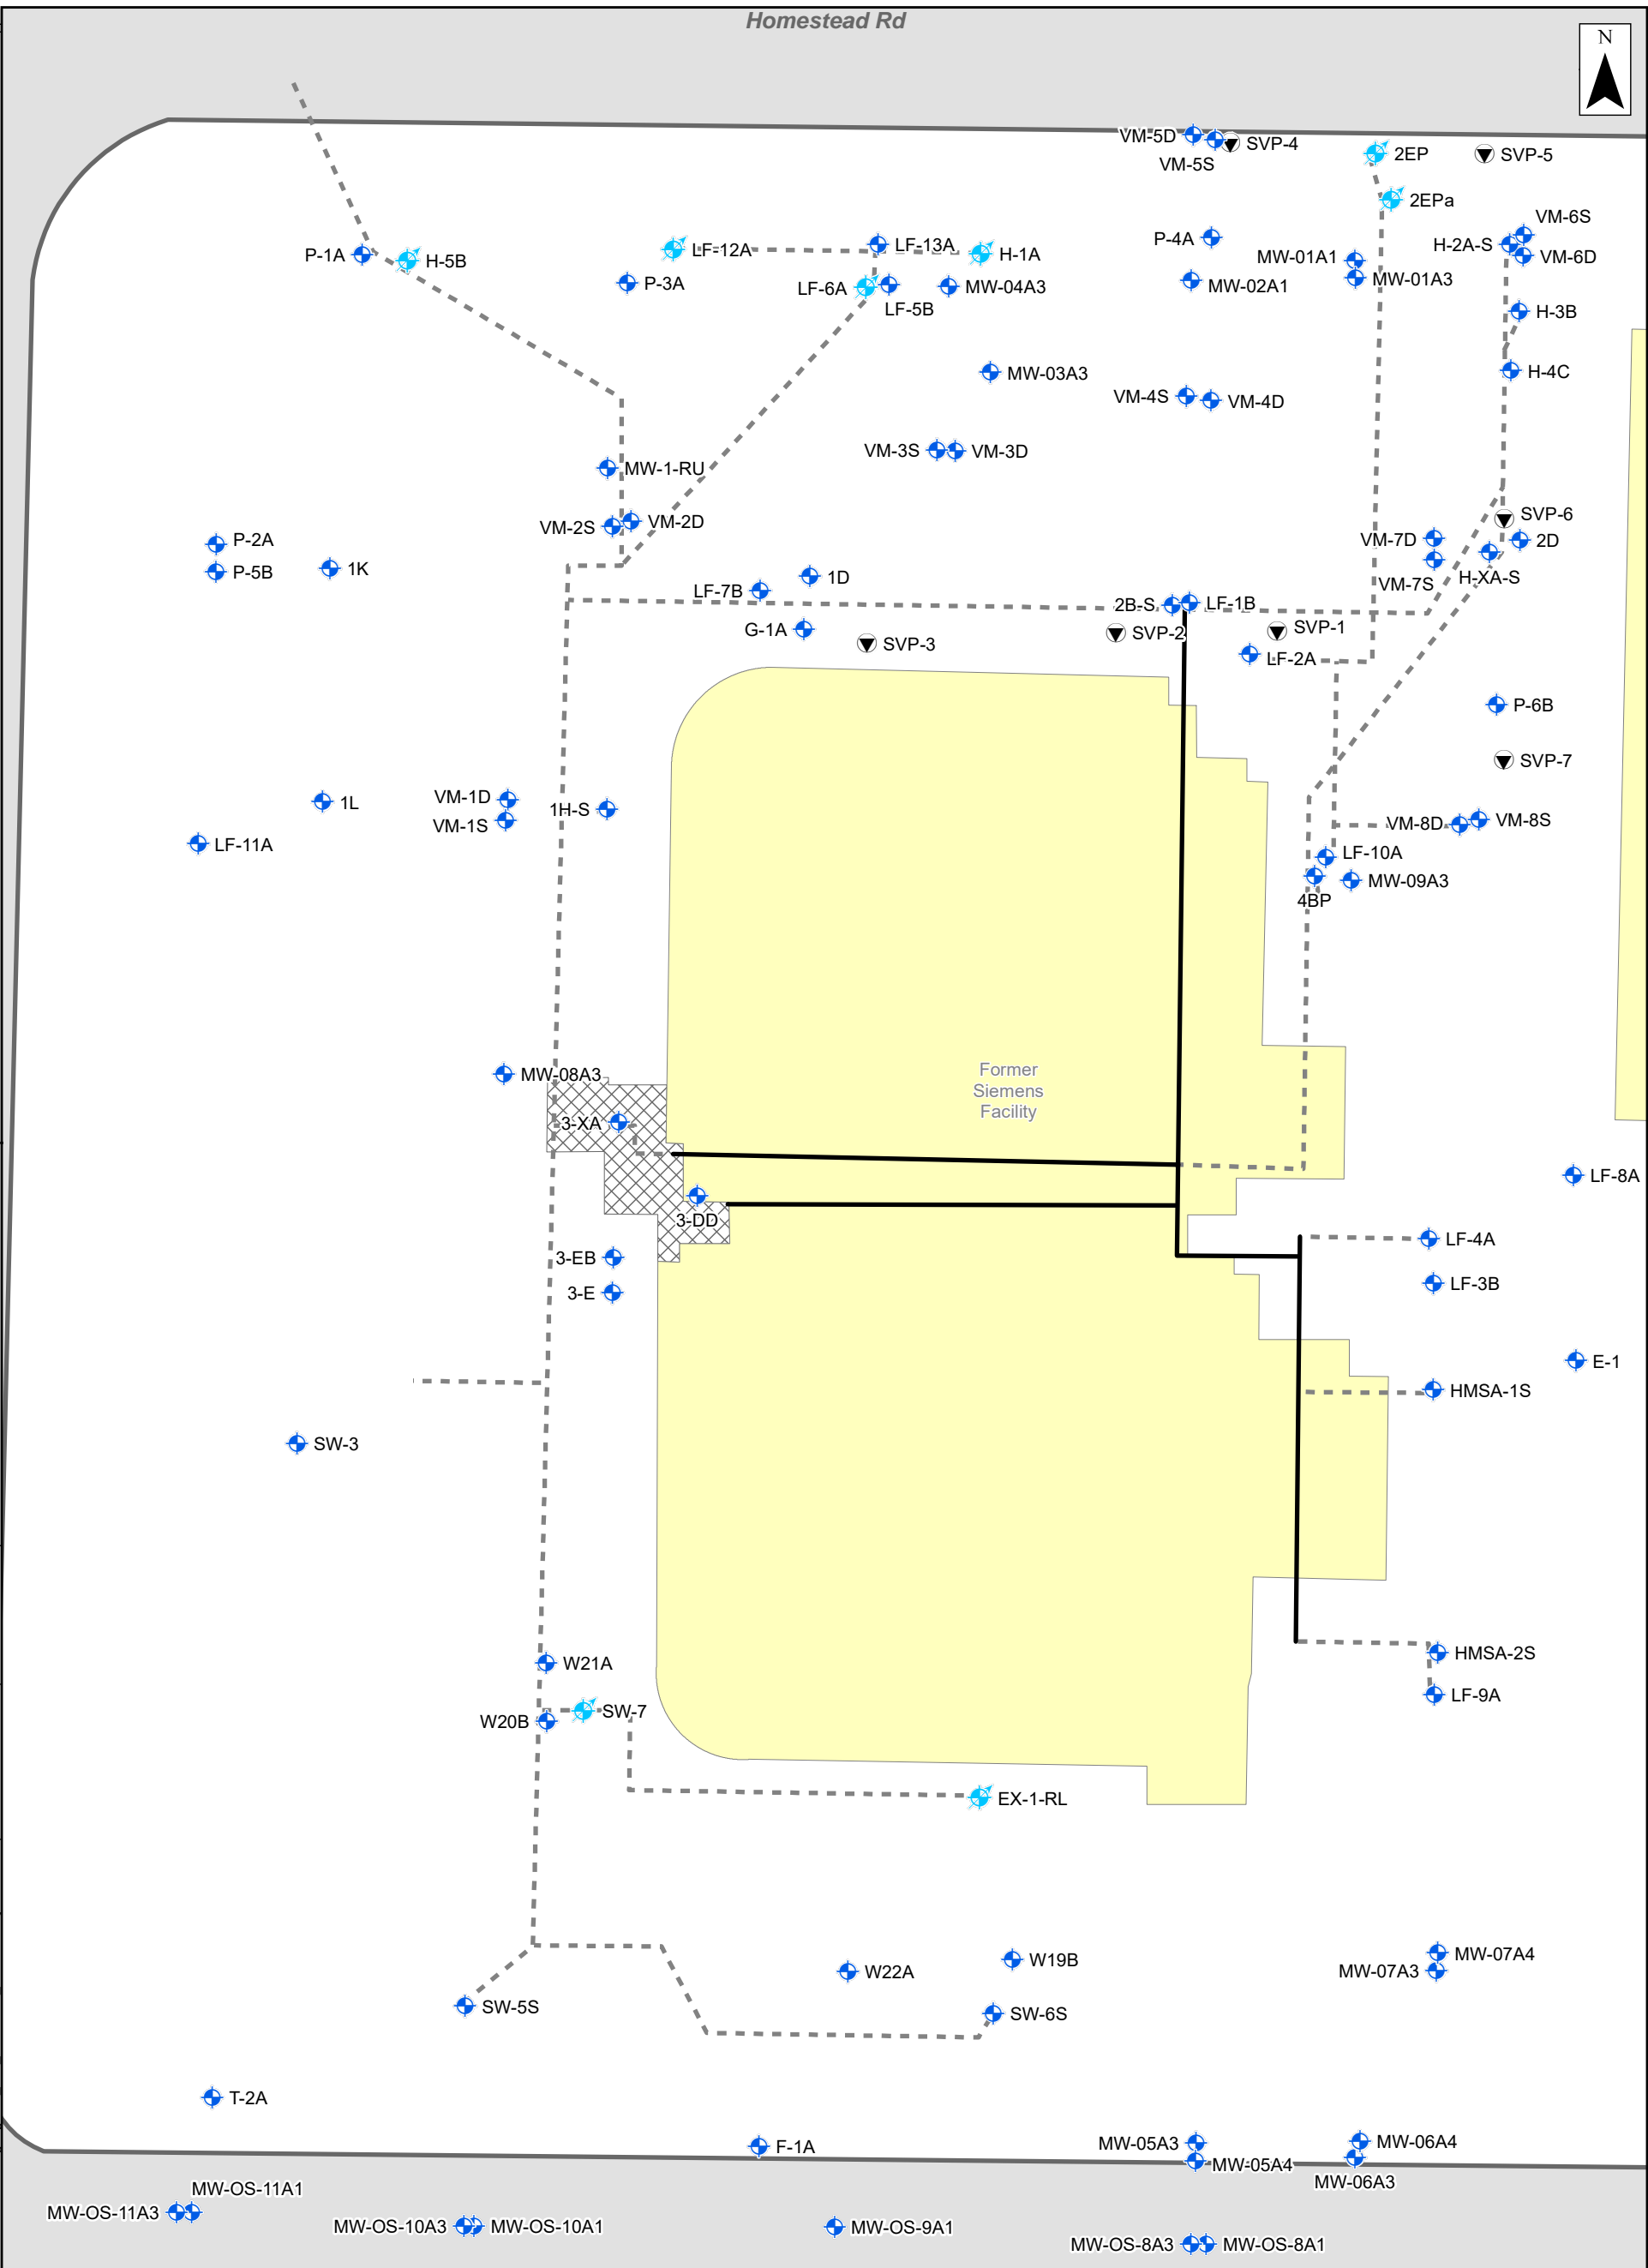 Homestead Rd
N
VM-5D
SVP-4
VM-5S
2EP
SVP-5
2EPa
VM-6S
P-4A
H-2A-S
P-1A
H-5B
LF-12A
LF-13A
H-1A
MW-01A1
VM-6D
P-3A
LF-6A
MW-04A3
MW-02A1
MW-01A3
LF-5B
H-3B
MW-03A3
H-4C
VM-4S
VM-4D
VM-3S
VM-3D
MW-1-RU
VM-2S
VM-2D
SVP-6
P-2A
VM-7D
2D
P-5B
1K
1D
VM-7S
H-XA-S
LF-7B
2B-S
LF-1B
G-1A
SVP-3
SVP-2
SVP-1
LF-2A
P-6B
SVP-7
1L
VM-1D
1H-S
VM-1S
VM-8D
VM-8S
LF-11A
LF-10A
MW-09A3
4BP
MW-08A3
Former
Siemens
Facility
3-XA
LF-8A
3-DD
LF-4A
3-EB
LF-3B
3-E
E-1
HMSA-1S
SW-3
HMSA-2S
W21A
LF-9A
SW-7
W20B
EX-1-RL
W22A
W19B
MW-07A4
MW-07A3
SW-5S
SW-6S
T-2A
F-1A
MW-05A3
MW-06A4
MW-05A4
MW-06A3
MW-OS-11A1
MW-OS-11A3
MW-OS-10A3
MW-OS-10A1
MW-OS-9A1
MW-OS-8A3
MW-OS-8A1